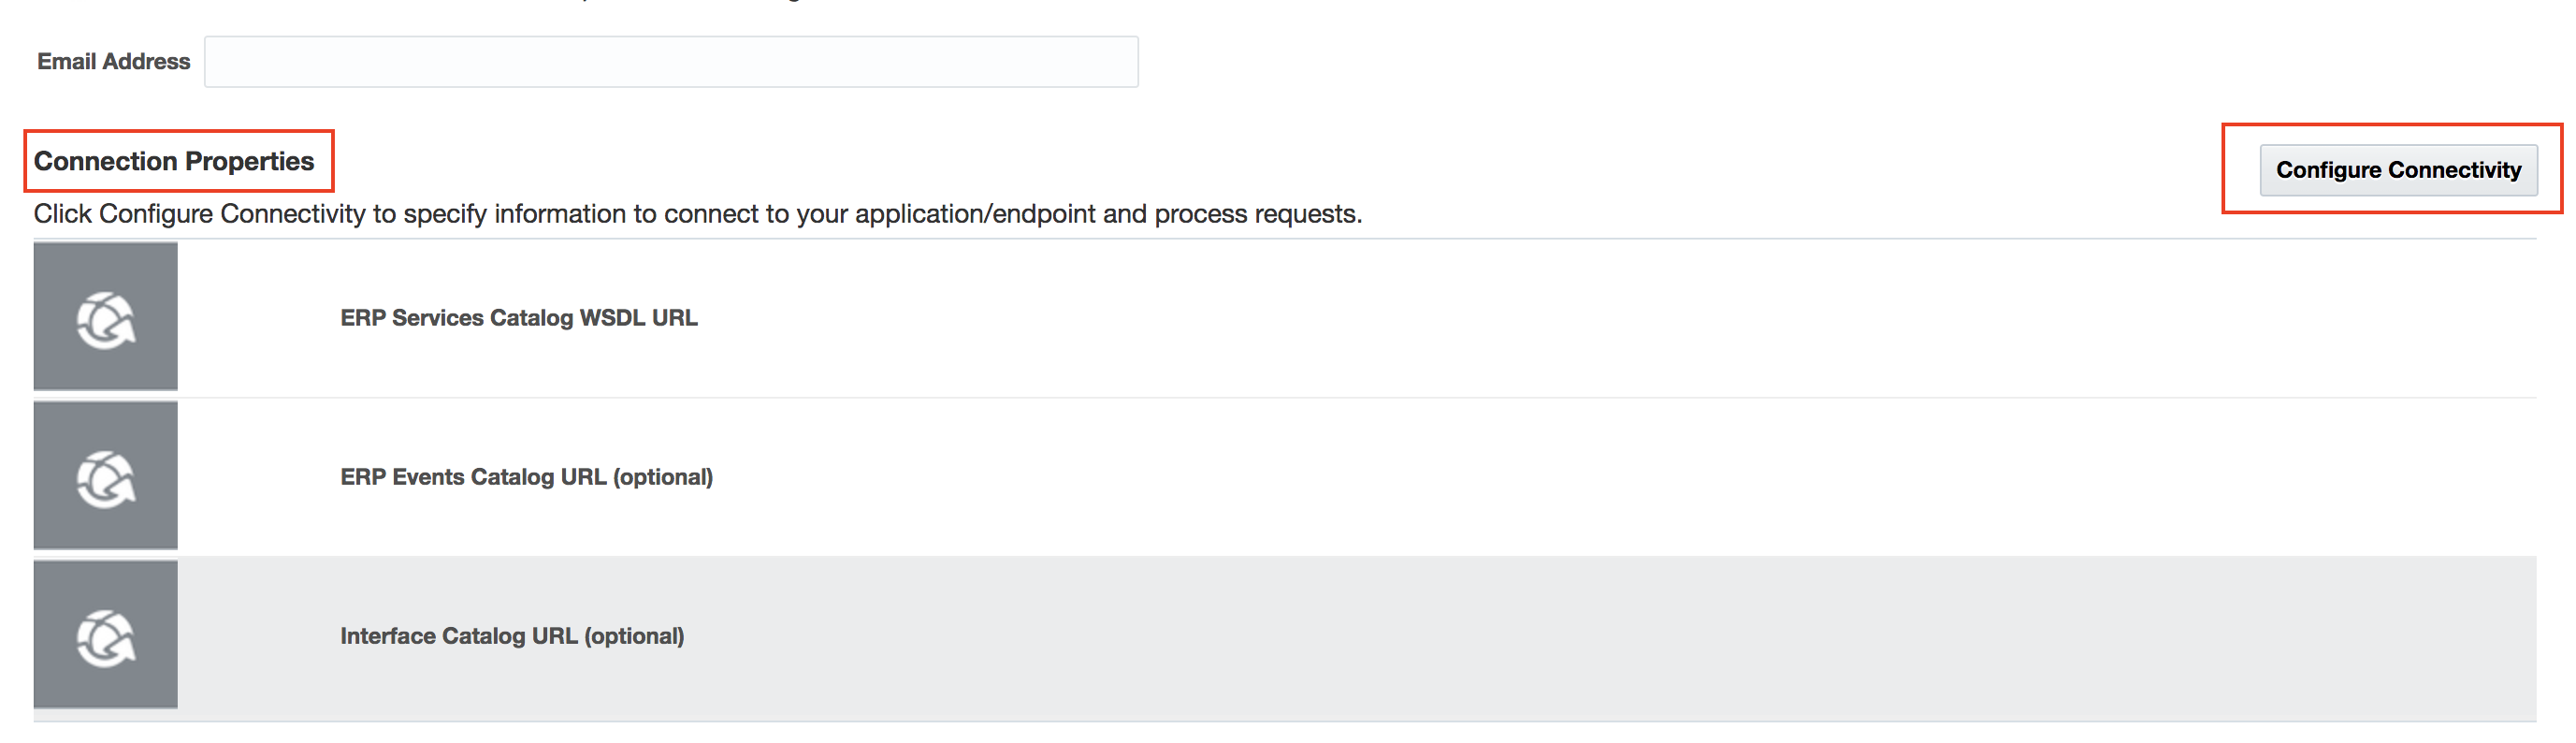 Email Address
Connection Properties
Configure Connectivity
Click Configure Connectivity to specify information to connect to your application/endpoint and process requests.
ERP Services Catalog WSDL URL
ERP Events Catalog URL (optional)
Interface Catalog URL (optional)